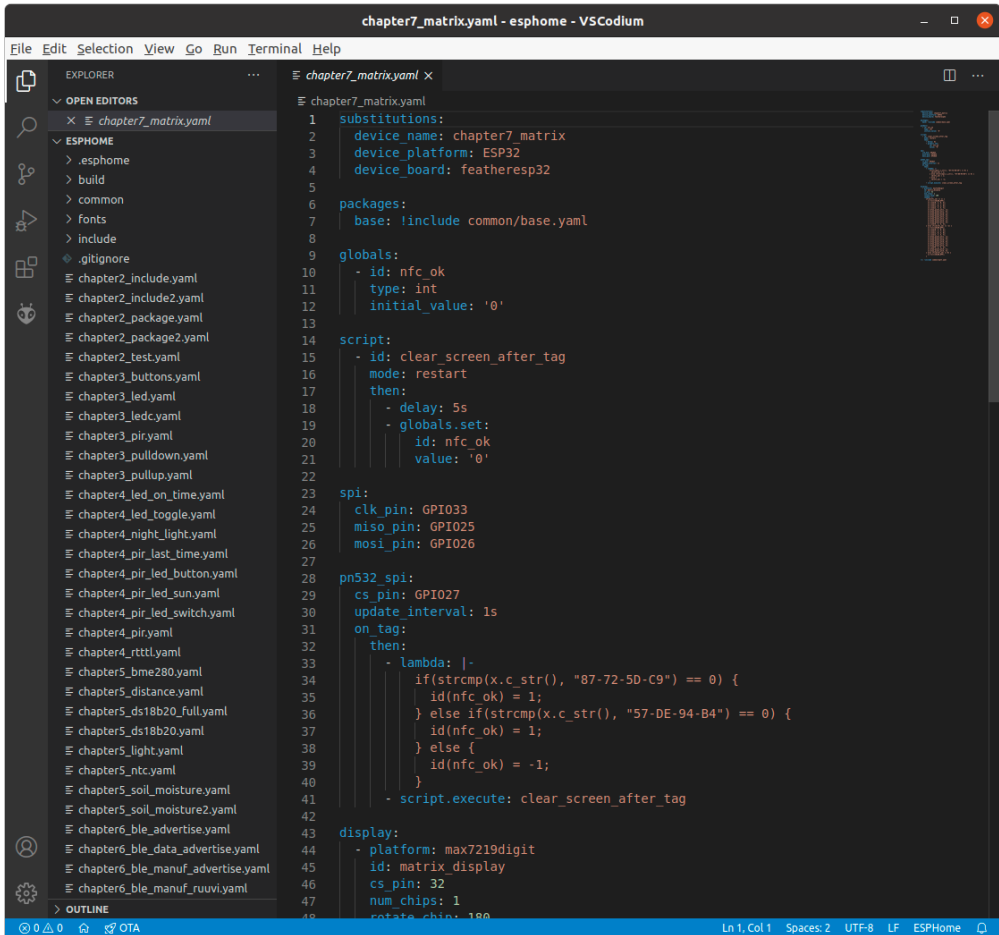 chapter7_matrix.yaml - esphome - VSCodium
File Edit Selection View Go Run Terminal Help
EXPLORER
OPEN EDITORS
chapter7_matrix.yaml
ESPHOME
.esphome
build
common
fonts
include
.gitignore
chapter2_include.yaml
chapter2_include2.yaml
chapter2_package.yaml
chapter2_package2.yaml
chapter2_test.yaml
chapter3_buttons.yaml
chapter3_led.yaml
chapter3_ledc.yaml
chapter3_pir.yaml
chapter3_pulldown.yaml
chapter3_pullup.yaml
chapter4_led_on_time.yaml
chapter4_led_toggle.yaml
chapter4_night_light.yaml
chapter4_pir_last_time.yaml
chapter4_pir_led_button.yaml
chapter4_pir_led_sun.yaml
chapter4_pir_led_switch.yaml
chapter4_pir.yaml
chapter4_rtttl.yaml
chapter5_bme280.yaml
chapter5_distance.yaml
chapter5_ds18b20_full.yaml
chapter5_ds18b20.yaml
chapter5_light.yaml
chapter5_ntc.yaml
chapter5_soil_moisture.yaml
chapter5_soil_moisture2.yaml
chapter6_ble_advertise.yaml
chapter6_ble_data_advertise.yaml
chapter6_ble_manuf_advertise.yaml
chapter6_ble_manuf_ruuvi.yaml
OUTLINE
chapter7_matrix.yaml
chapter7_matrix.yaml
1 substitutions:
2   device_name: chapter7_matrix
3   device_platform: ESP32
4   device_board: featheresp32
5
6 packages:
7   base: !include common/base.yaml
8
9 globals:
10   - id: nfc_ok
11     type: int
12     initial_value: '0'
13
14 script:
15   - id: clear_screen_after_tag
16     mode: restart
17     then:
18       - delay: 5s
19       - globals.set:
20           id: nfc_ok
21           value: '0'
22
23 spi:
24   clk_pin: GPIO33
25   miso_pin: GPIO25
26   mosi_pin: GPIO26
27
28 pn532_spi:
29   cs_pin: GPIO27
30   update_interval: 1s
31   on_tag:
32     then:
33       - lambda: |-
34           if(strcmp(x.c_str(), "87-72-5D-C9") == 0) {
35             id(nfc_ok) = 1;
36           } else if(strcmp(x.c_str(), "57-DE-94-B4") == 0) {
37             id(nfc_ok) = 1;
38           } else {
39             id(nfc_ok) = -1;
40           }
41       - script.execute: clear_screen_after_tag
42
43 display:
44   - platform: max7219digit
45     id: matrix_display
46     cs_pin: 32
47     num_chips: 1
48     rotate_chip: 180
0 0 OTA Ln 1, Col 1 Spaces: 2 UTF-8 LF ESPHome